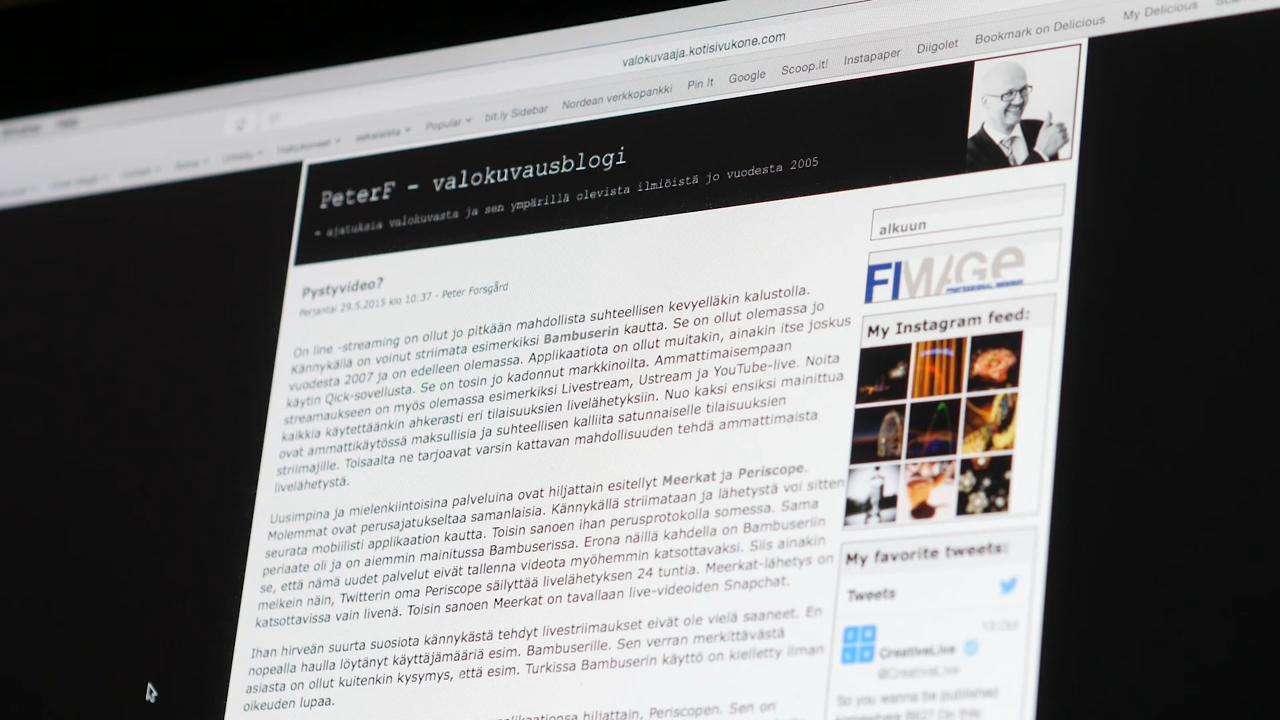 valokuvaaja.kotisivukone.com
Popular bit.ly Sidebar Nordean verkkopankki Pin It Google Scoop.it! Instapaper Diigolet Bookmark on Delicious My Delicious
PeterF - valokuvausblogi
- ajatuksia valokuvasta ja sen ympärillä olevista ilmiöistä jo vuodesta 2005
Pystyvideo?
Perjantai 29.5.2015 klo 10:37 - Peter Forsgård
On line -streaming on ollut jo pitkään mahdollista suhteellisen kevyelläkin kalustolla.
Kännykällä on voinut striimata esimerkiksi Bambuserin kautta. Se on ollut olemassa jo
vuodesta 2007 ja on edelleen olemassa. Applikaatiota on ollut muitakin, ainakin itse joskus
käytin Qick-sovellusta. Se on tosin jo kadonnut markkinoilta. Ammattimaisempaan
streamaukseen on myös olemassa esimerkiksi Livestream, Ustream ja YouTube-live. Noita
kaikkia käytettäänkin ahkerasti eri tilaisuuksien livelähetyksiin. Nuo kaksi ensiksi mainittua
ovat ammattikäytössä maksullisia ja suhteellisen kalliita satunnaiselle tilaisuuksien
striimajille. Toisaalta ne tarjoavat varsin kattavan mahdollisuuden tehdä ammattimaista
livelähetystä.
Uusimpina ja mielenkiintoisina palveluina ovat hiljattain esitellyt Meerkat ja Periscope.
Molemmat ovat perusajatukseltaa samanlaisia. Kännykällä striimataan ja lähetystä voi sitten
seurata mobiilisti applikaation kautta. Toisin sanoen ihan perusprotokolla somessa. Sama
periaate oli ja on aiemmin mainitussa Bambuserissa. Erona näillä kahdella on Bambuseriin
se, että nämä uudet palvelut eivät tallenna videota myöhemmin katsottavaksi. Siis ainakin
melkein näin, Twitterin oma Periscope säilyttää livelähetyksen 24 tuntia. Meerkat-lähetys on
katsottavissa vain livenä. Toisin sanoen Meerkat on tavallaan live-videoiden Snapchat.
Ihan hirveän suurta suosiota kännykästä tehdyt livestriimaukset eivät ole vielä saaneet. En
nopealla haulla löytänyt käyttäjämääriä esim. Bambuserille. Sen verran merkittävästä
asiasta on ollut kuitenkin kysymys, että esim. Turkissa Bambuserin käyttö on kielletty ilman
oikeuden lupaa.
hiljattain, Periscopen. Sen on
alkuun
FIMAGE
My Instagram feed:
My favorite tweets:
Tweets
CreativeLive
@CreativeLive
So you wanna be published